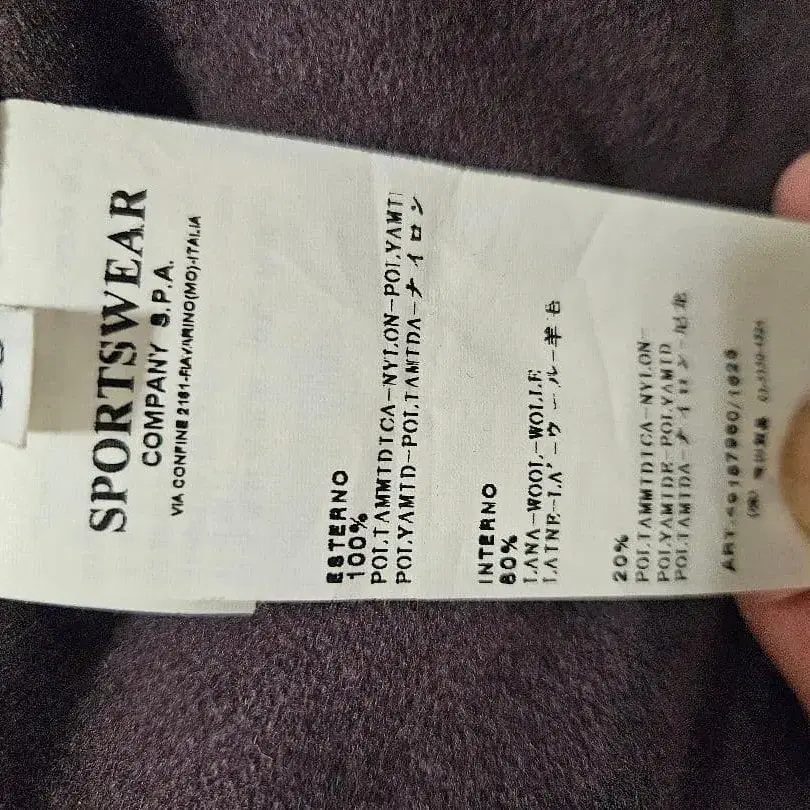 SPORTSWEAR
COMPANY S.P.A.
VIA CONFINE 2161-RAVARINO(MO)-ITALIA
ESTERNO
100%
POLIAMMIDICA-NYLON-POLYAMI
POLYAMID-POLIAMIDA-ナイロン
INTERNO
80%
LANA-WOOL-WOLLE
LAINE-LA'-ウール-羊毛
20%
POLIAMMIDICA-NYLON-
POLYAMIDE-POLYAMID
POLIAMIDA-ナイロン-尼龙
ART.